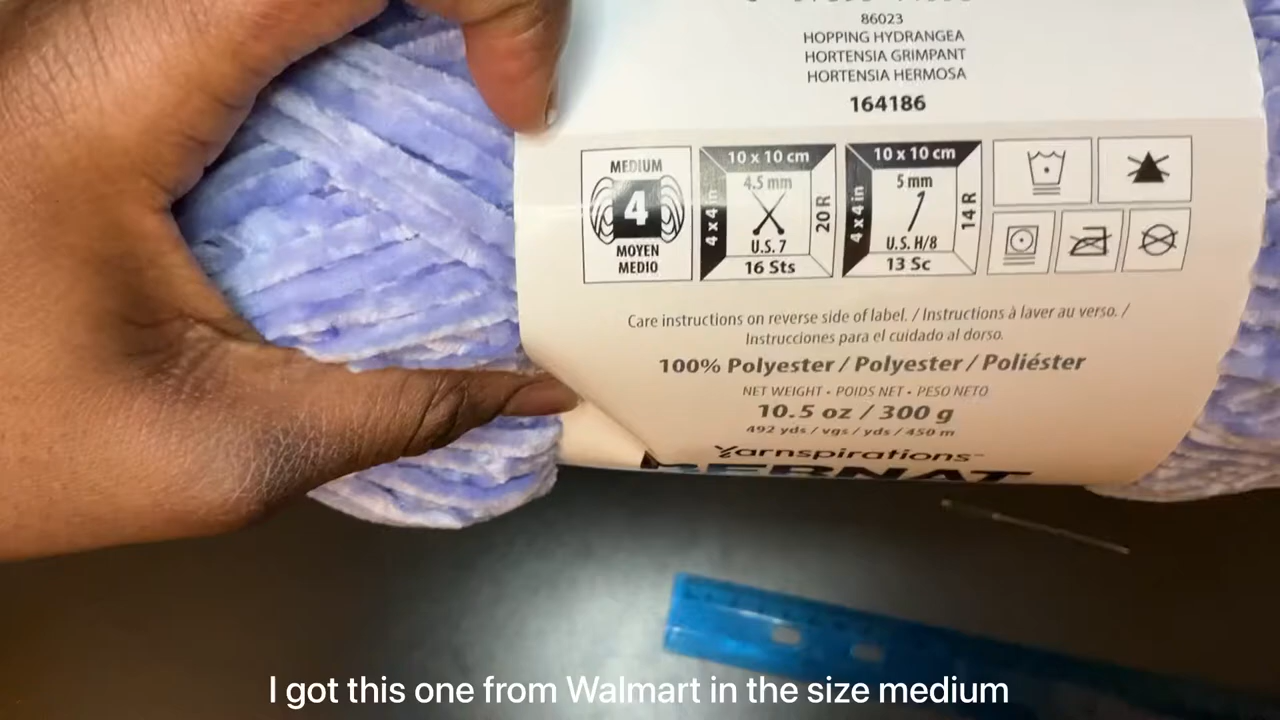 86023
HOPPING HYDRANGEA
HORTENSIA GRIMPANT
HORTENSIA HERMOSA
164186
MEDIUM
4
MOYEN
MEDIO
10 x 10 cm
4 x 4 in
4.5 mm
U.S. 7
20 R
16 Sts
10 x 10 cm
4 x 4 in
5 mm
U.S. H/8
14 R
13 Sc
Care instructions on reverse side of label. / Instructions à laver au verso. /
Instrucciones para el cuidado al dorso.
100% Polyester / Polyester / Poliéster
NET WEIGHT • POIDS NET • PESO NETO
10.5 oz / 300 g
492 yds / vgs / yds / 450 m
Yarnspirations™
BERNAT
I got this one from Walmart in the size medium